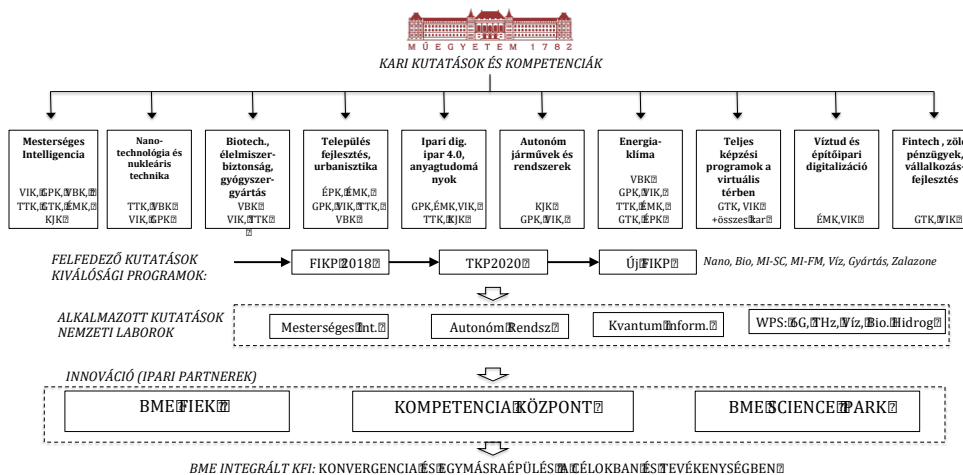 MŰEGYETEM 1782
KARI KUTATÁSOK ÉS KOMPETENCIÁK
Mesterséges
Intelligencia
VIK, GPK, VBK,
TTK, GTK, ÉMK,
KJK
Nano-
technológia és
nukleáris
technika
TTK, VBK
VIK, GPK
Biotech.,
élelmiszer-
biztonság,
gyógyszer-
gyártás
VBK
VIK, TTK
Település
fejlesztés,
urbanisztika
ÉPK, ÉMK,
GPK, VIK, TTK,
VBK
Ipari dig.
ipar 4.0,
anyagtudomá
nyok
GPK, ÉMK, VIK,
TTK, KJK
Autonóm
járművek és
rendszerek
KJK
GPK, VIK,
Energia-
klíma
VBK
GPK, VIK,
TTK, ÉMK,
GTK, ÉPK
Teljes
képzési
programok a
virtuális
térben
GTK, VIK
+összes kar
Víztud és
építőipari
digitalizáció
ÉMK, VIK
Fintech , zöld
pénzügyek,
vállalkozás-
fejlesztés
GTK, VIK
FELFEDEZŐ KUTATÁSOK
KIVÁLÓSÁGI PROGRAMOK:
FIKP 2018
TKP2020
Új FIKP
Nano, Bio, MI-SC, MI-FM, Víz, Gyártás, Zalazone
ALKALMAZOTT KUTATÁSOK
NEMZETI LABOROK
Mesterséges Int.
Autonóm Rendsz
Kvantum Inform.
WPS: 6G, THz, Víz, Bio. Hidrog
INNOVÁCIÓ (IPARI PARTNEREK)
BME FIEK
KOMPETENCIA KÖZPONT
BME SCIENCE PARK
BME INTEGRÁLT KFI: KONVERGENCIA ÉS EGYMÁSRAÉPÜLÉS A CÉLOKBAN ÉS TEVÉKENYSÉGBEN